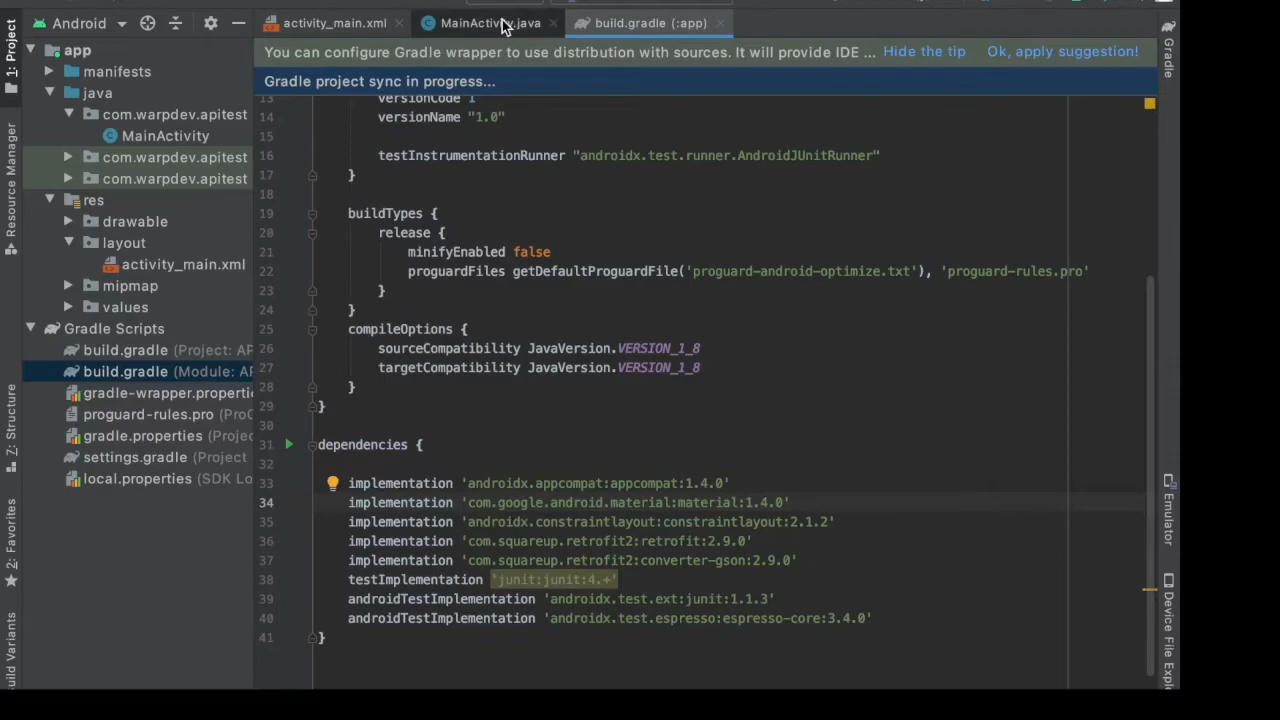 Android
activity_main.xml
MainActivity.java
build.gradle (:app)
1: Project
Resource Manager
Z: Structure
2: Favorites
Build Variants
app
manifests
java
com.warpdev.apitest
MainActivity
com.warpdev.apitest
com.warpdev.apitest
res
drawable
layout
activity_main.xml
mipmap
values
Gradle Scripts
build.gradle (Project: AP
build.gradle (Module: AP
gradle-wrapper.properti
proguard-rules.pro (ProG
gradle.properties (Projec
settings.gradle (Project
local.properties (SDK Lo
You can configure Gradle wrapper to use distribution with sources. It will provide IDE ... Hide the tip Ok, apply suggestion!
Gradle project sync in progress...
13 versionCode 1
14 versionName "1.0"
15
16 testInstrumentationRunner "androidx.test.runner.AndroidJUnitRunner"
17 }
18
19 buildTypes {
20 release {
21 minifyEnabled false
22 proguardFiles getDefaultProguardFile('proguard-android-optimize.txt'), 'proguard-rules.pro'
23 }
24 }
25 compileOptions {
26 sourceCompatibility JavaVersion.VERSION_1_8
27 targetCompatibility JavaVersion.VERSION_1_8
28 }
29 }
30
31 dependencies {
32
33 implementation 'androidx.appcompat:appcompat:1.4.0'
34 implementation 'com.google.android.material:material:1.4.0'
35 implementation 'androidx.constraintlayout:constraintlayout:2.1.2'
36 implementation 'com.squareup.retrofit2:retrofit:2.9.0'
37 implementation 'com.squareup.retrofit2:converter-gson:2.9.0'
38 testImplementation 'junit:junit:4.+'
39 androidTestImplementation 'androidx.test.ext:junit:1.1.3'
40 androidTestImplementation 'androidx.test.espresso:espresso-core:3.4.0'
41 }
Gradle
Emulator
Device File Explo